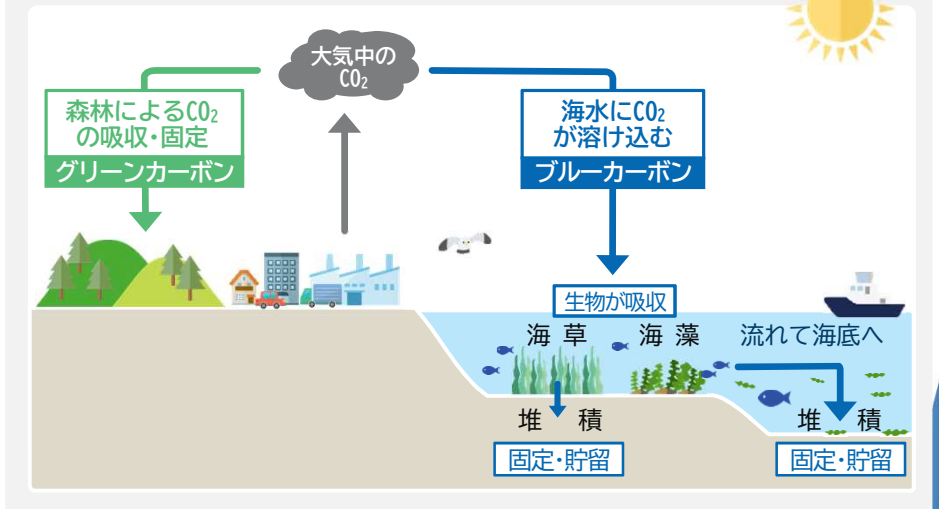 大気中の
CO₂
森林によるCO₂
の吸収・固定
グリーンカーボン
海水にCO₂
が溶け込む
ブルーカーボン
生物が吸収
海草
海藻
流れて海底へ
堆積
堆積
固定・貯留
固定・貯留